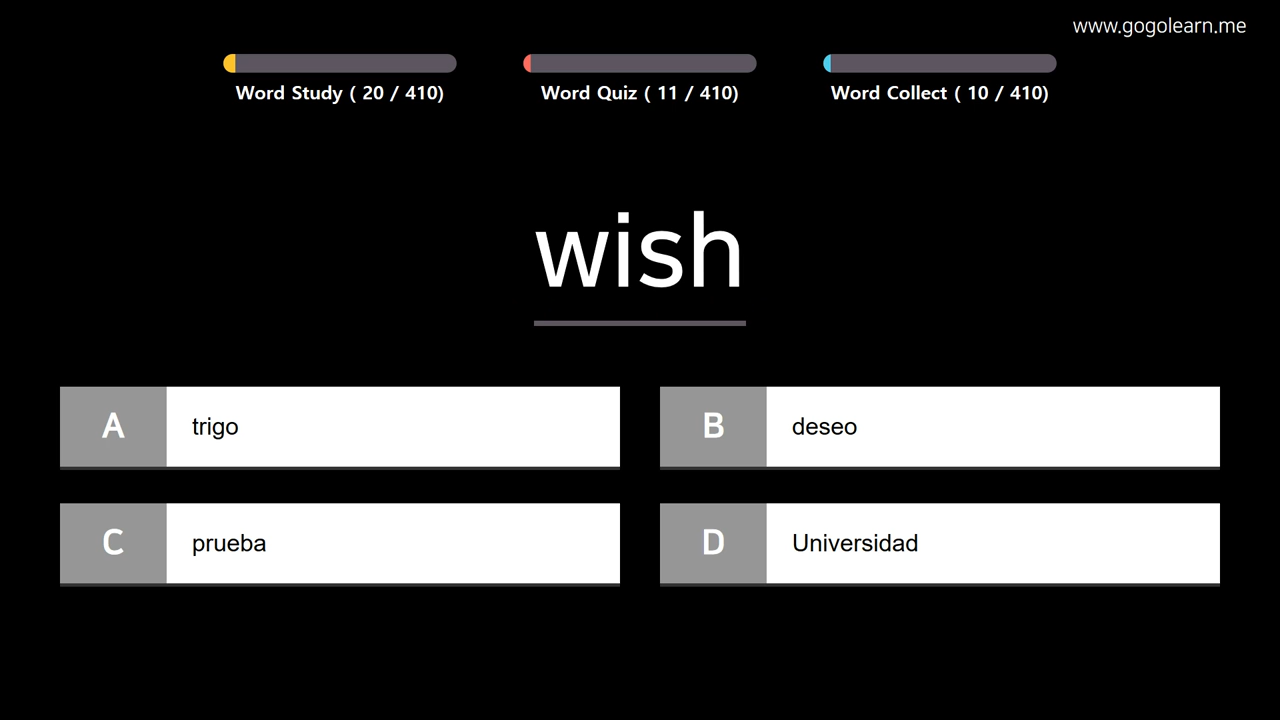 www.gogolearn.me
Word Study ( 20 / 410)
Word Quiz ( 11 / 410)
Word Collect ( 10 / 410)
wish
A trigo
B deseo
C prueba
D Universidad